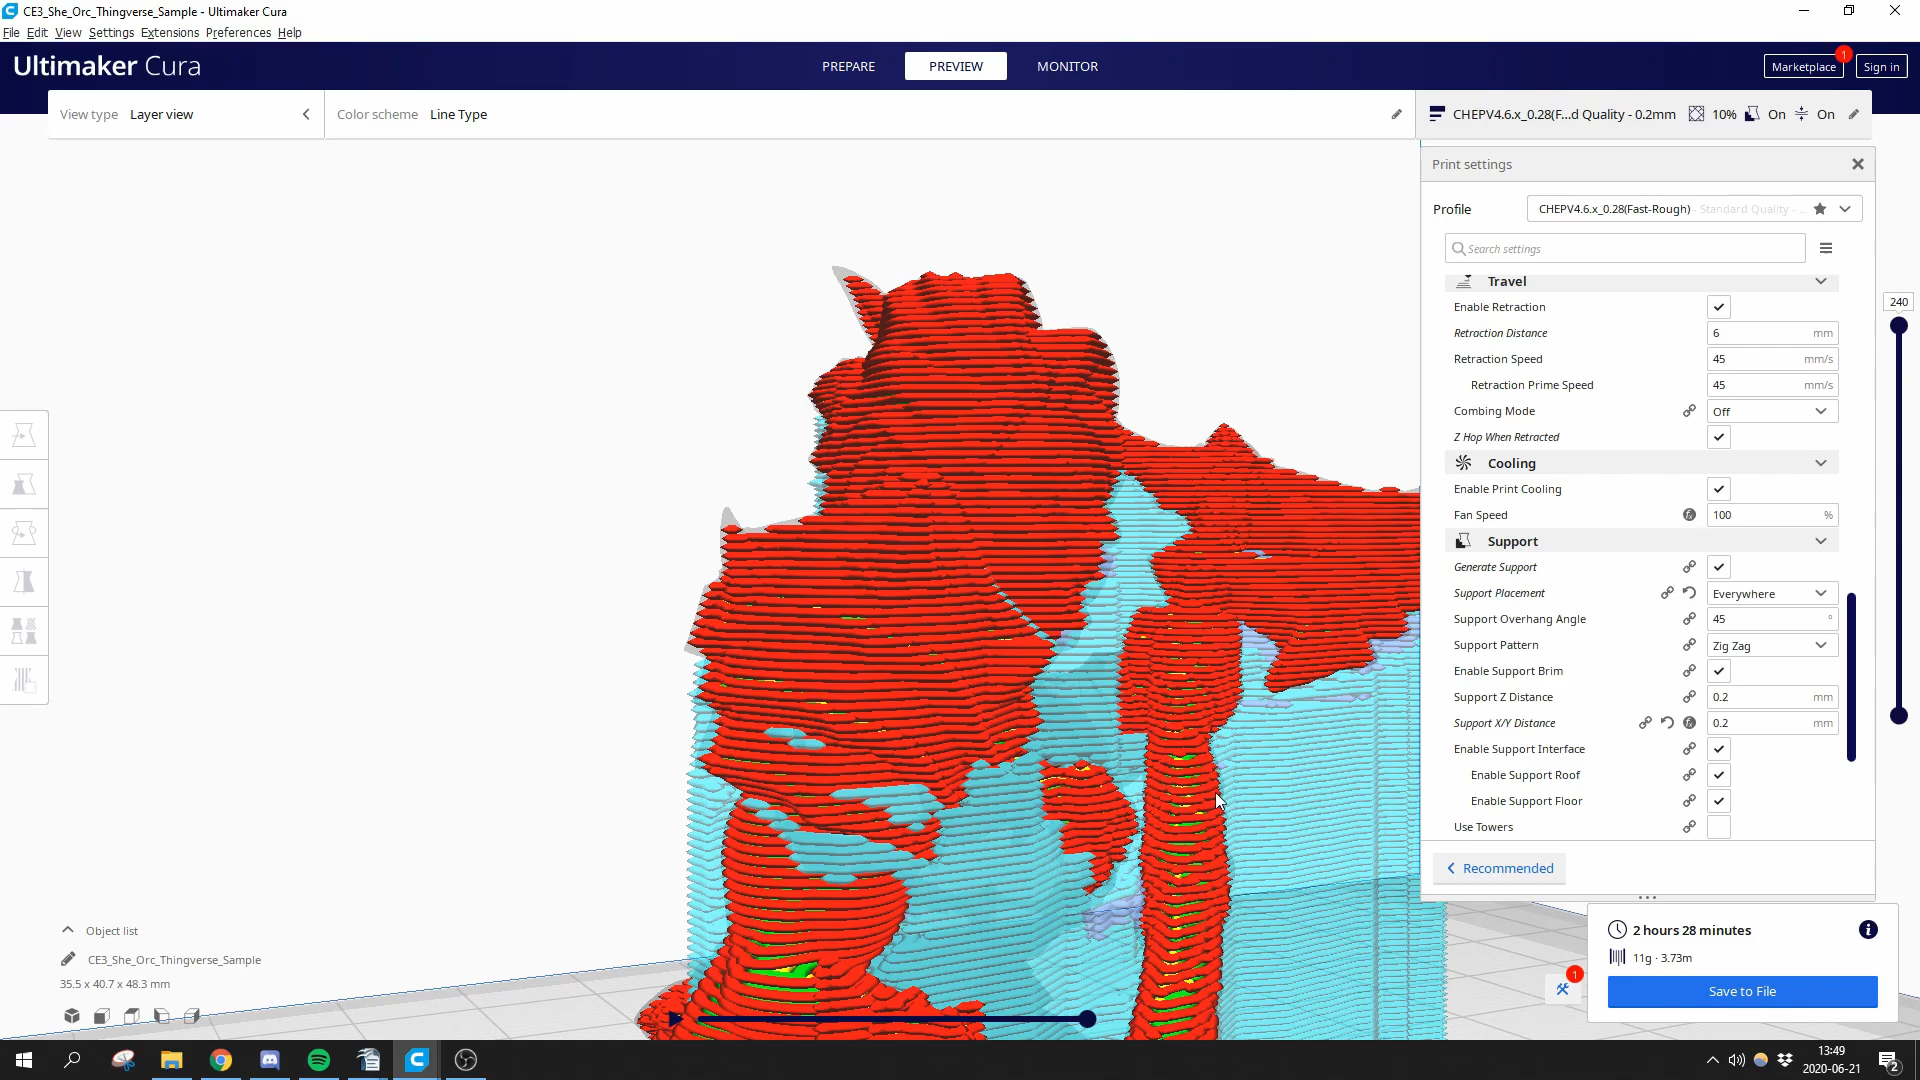 CE3_She_Orc_Thingverse_Sample - Ultimaker Cura
File Edit View Settings Extensions Preferences Help
Ultimaker Cura
PREPARE
PREVIEW
MONITOR
1
Marketplace
Sign in
View type Layer view
Color scheme Line Type
CHEPV4.6.x_0.28(F...d Quality - 0.2mm 10% On On
Print settings
Profile CHEPV4.6.x_0.28(Fast-Rough) - Standard Quality - ...
Search settings
Travel
Enable Retraction
Retraction Distance 6 mm
Retraction Speed 45 mm/s
Retraction Prime Speed 45 mm/s
Combing Mode Off
Z Hop When Retracted
Cooling
Enable Print Cooling
Fan Speed 100 %
Support
Generate Support
Support Placement Everywhere
Support Overhang Angle 45 °
Support Pattern Zig Zag
Enable Support Brim
Support Z Distance 0.2 mm
Support X/Y Distance 0.2 mm
Enable Support Interface
Enable Support Roof
Enable Support Floor
Use Towers
Recommended
240
Object list
CE3_She_Orc_Thingverse_Sample
35.5 x 40.7 x 48.3 mm
2 hours 28 minutes
11g · 3.73m
Save to File
1
13:49
2020-06-21
2